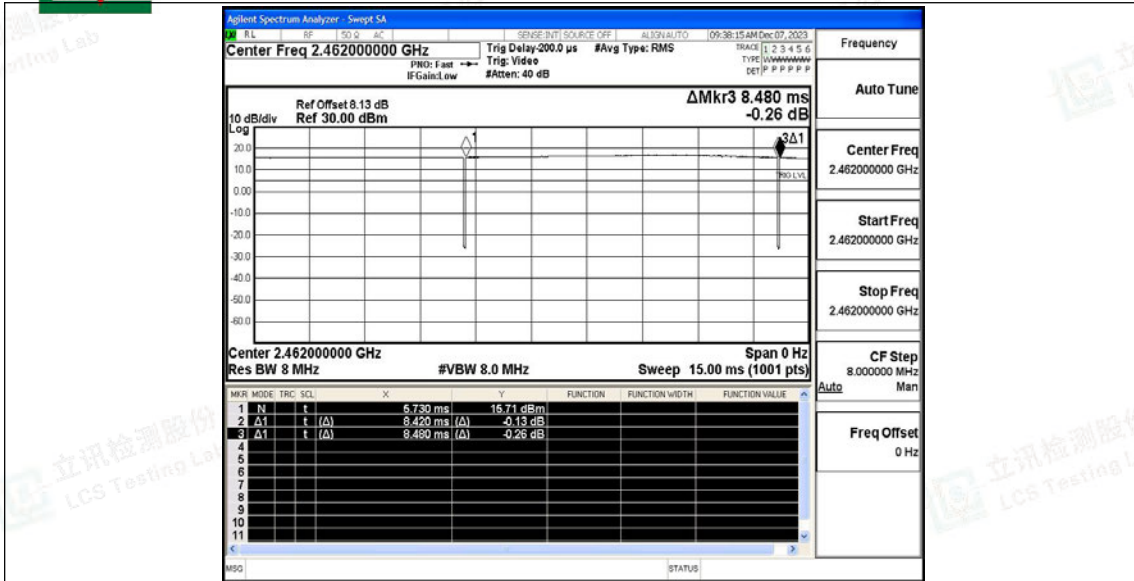 Agilent Spectrum Analyzer - Swept SA
RL RF 50 Ω AC SENSE:INT SOURCE OFF ALIGN AUTO 09:38:15 AM Dec 07, 2023
Center Freq 2.462000000 GHz
PNO: Fast
IFGain:Low
Trig Delay-200.0 µs #Avg Type: RMS
Trig: Video
#Atten: 40 dB
TRACE 1 2 3 4 5 6
TYPE WWWWWW
DET P P P P P P
Frequency
Auto Tune
ΔMkr3 8.480 ms
-0.26 dB
Ref Offset 8.13 dB
10 dB/div Ref 30.00 dBm
Log
1
3Δ1
TRIG LVL
20.0
10.0
0.00
-10.0
-20.0
-30.0
-40.0
-50.0
-60.0
Center 2.462000000 GHz Span 0 Hz
Res BW 8 MHz #VBW 8.0 MHz Sweep 15.00 ms (1001 pts)
Center Freq
2.462000000 GHz
Start Freq
2.462000000 GHz
Stop Freq
2.462000000 GHz
CF Step
8.000000 MHz
Auto Man
Freq Offset
0 Hz
MKR MODE TRC SCL X Y FUNCTION FUNCTION WIDTH FUNCTION VALUE
1 N t 5.730 ms 15.71 dBm
2 Δ1 t (Δ) 8.420 ms (Δ) -0.13 dB
3 Δ1 t (Δ) 8.480 ms (Δ) -0.26 dB
4
5
6
7
8
9
10
11
MSG STATUS
立讯检测股份
LCS Testing Lab
立讯检测股份
LCS Testing L